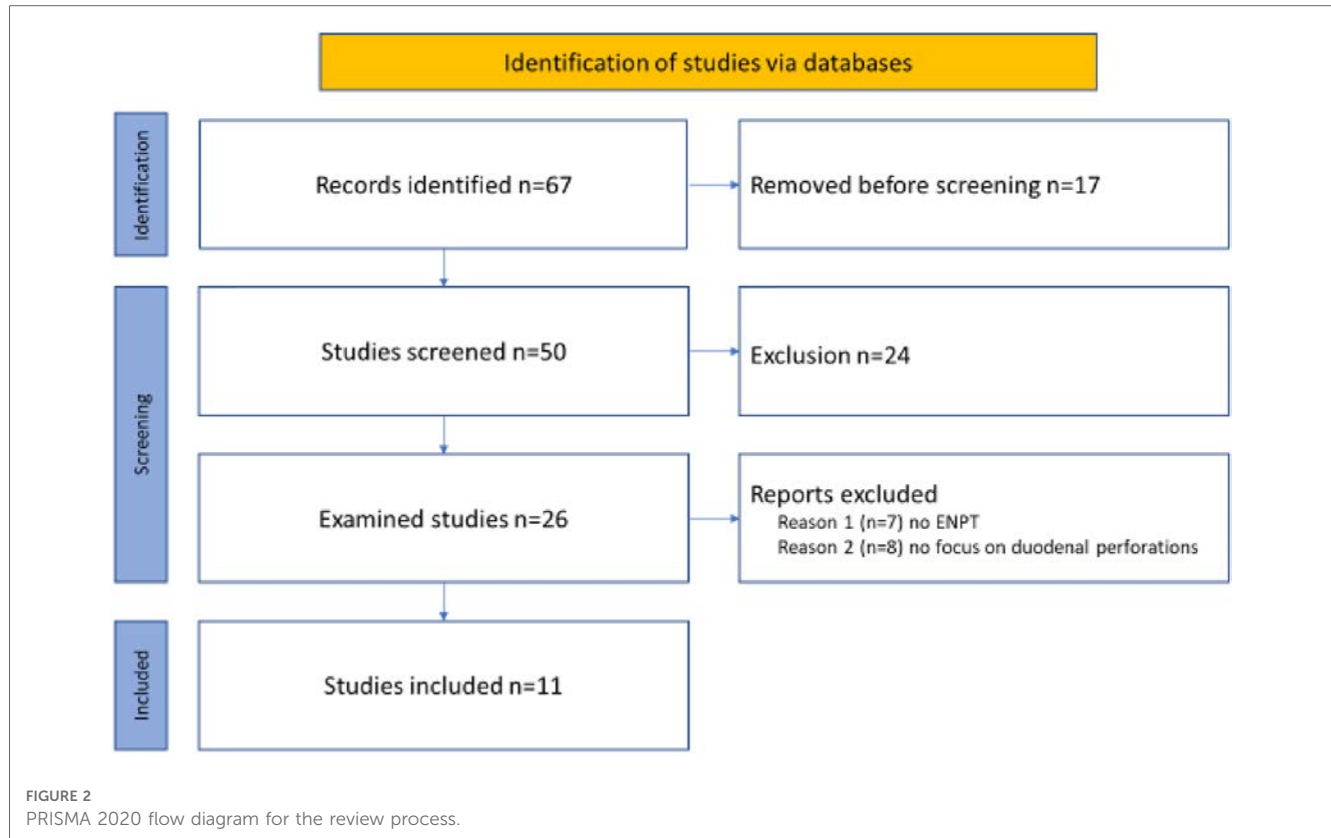 Identification of studies via databases
Identification
Records identified n=67
Removed before screening n=17
Screening
Studies screened n=50
Exclusion n=24
Examined studies n=26
Reports excluded
Reason 1 (n=7) no ENPT
Reason 2 (n=8) no focus on duodenal perforations
Included
Studies included n=11
FIGURE 2
PRISMA 2020 flow diagram for the review process.